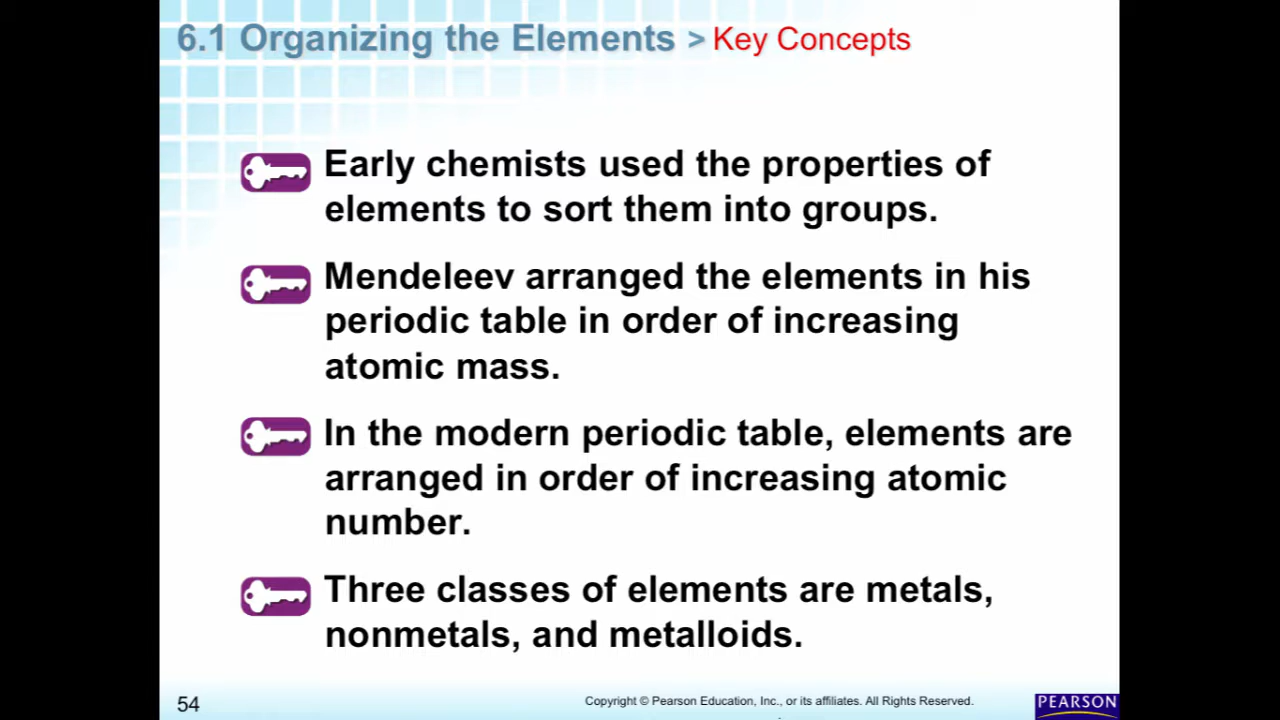 6.1 Organizing the Elements > Key Concepts
Early chemists used the properties of
elements to sort them into groups.
Mendeleev arranged the elements in his
periodic table in order of increasing
atomic mass.
In the modern periodic table, elements are
arranged in order of increasing atomic
number.
Three classes of elements are metals,
nonmetals, and metalloids.
54
Copyright © Pearson Education, Inc., or its affiliates. All Rights Reserved.
PEARSON